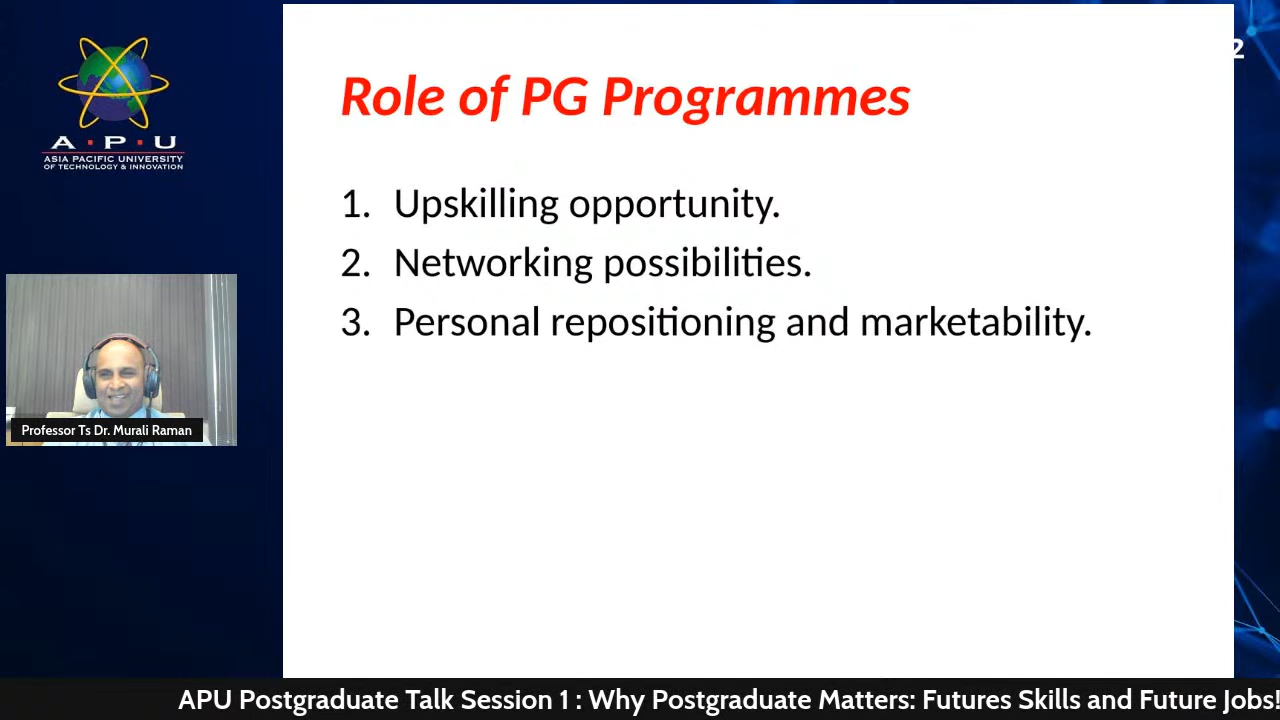 A·P·U
ASIA PACIFIC UNIVERSITY
OF TECHNOLOGY & INNOVATION
2
Role of PG Programmes
1. Upskilling opportunity.
2. Networking possibilities.
3. Personal repositioning and marketability.
Professor Ts Dr. Murali Raman
APU Postgraduate Talk Session 1 : Why Postgraduate Matters: Futures Skills and Future Jobs!